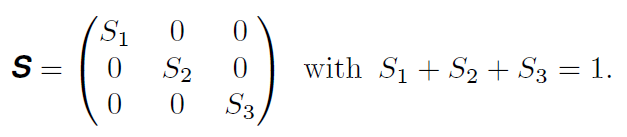 S = ( S₁ 0 0
0 S₂ 0
0 0 S₃ ) with S₁ + S₂ + S₃ = 1.